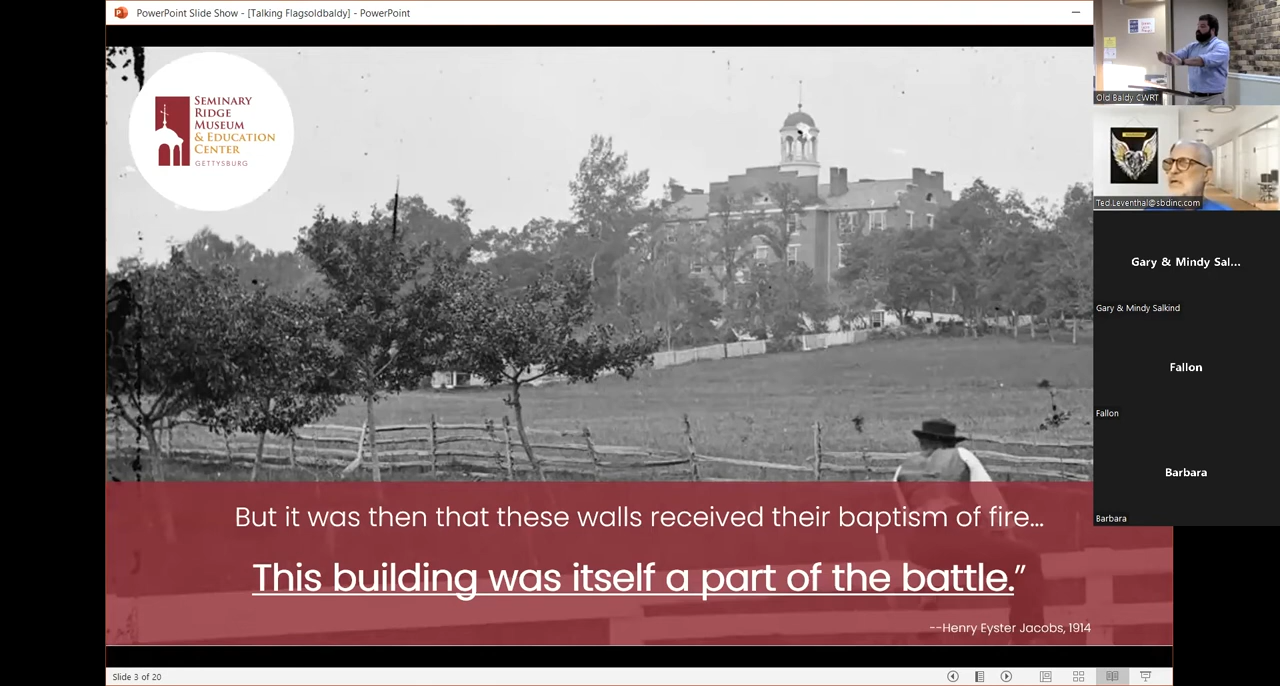 PowerPoint Slide Show - [Talking Flagsoldbaldy] - PowerPoint
SEMINARY
RIDGE
MUSEUM
& EDUCATION
CENTER
GETTYSBURG
But it was then that these walls received their baptism of fire...
This building was itself a part of the battle.”
--Henry Eyster Jacobs, 1914
Slide 3 of 20
Old Baldy CWRT
Ted.Leventhal@sbdinc.com
Gary & Mindy Sal...
Gary & Mindy Salkind
Fallon
Fallon
Barbara
Barbara